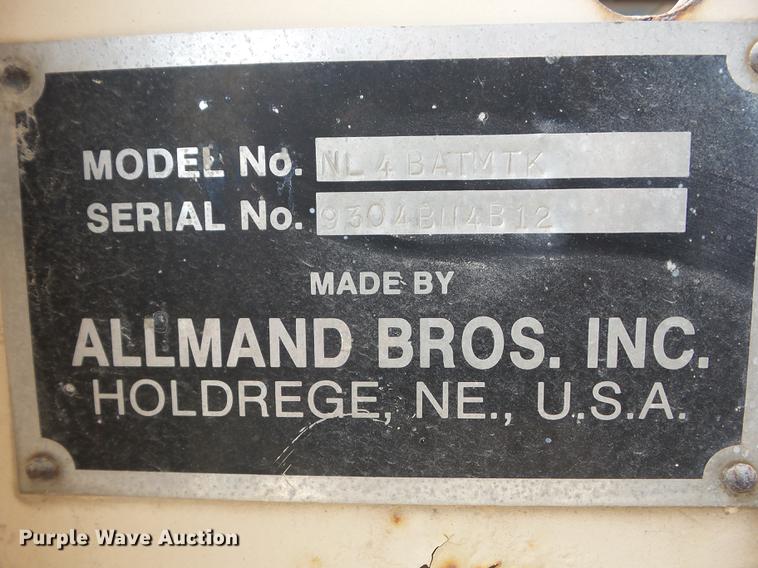 MODEL No. NL4BATMTK
SERIAL No. 9304BN4B12
MADE BY
ALLMAND BROS. INC.
HOLDREGE, NE., U.S.A.
Purple Wave Auction